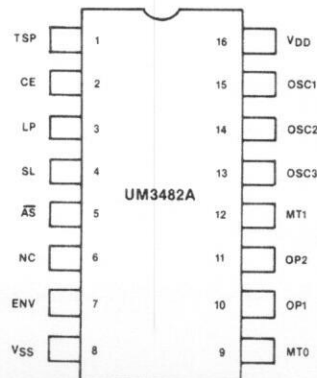 TSP 1 16 VDD
CE 2 15 OSC1
LP 3 14 OSC2
SL 4 13 OSC3
UM3482A
AS 5 12 MT1
NC 6 11 OP2
ENV 7 10 OP1
VSS 8 9 MT0